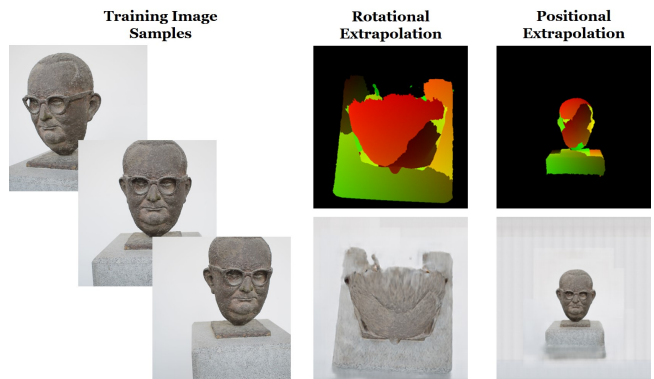 Training Image
Samples
Rotational
Extrapolation
Positional
Extrapolation